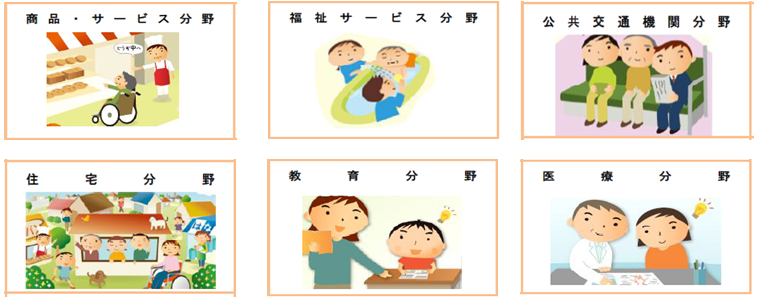 商品・サービス分野
福祉サービス分野
公共交通機関分野
住宅分野
教育分野
医療分野